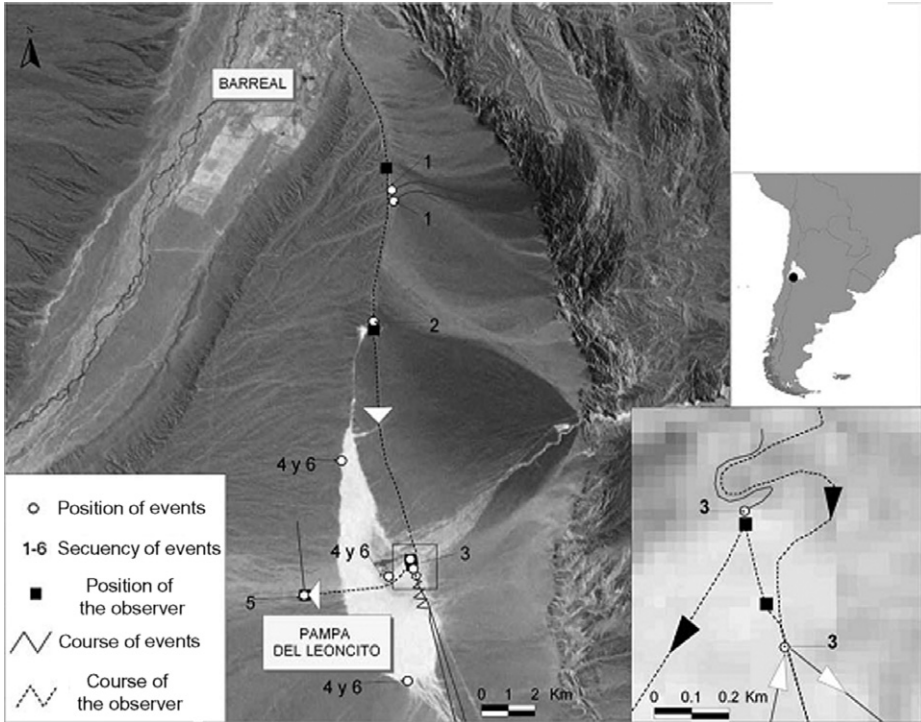 N
BARREAL
1
1
2
4 y 6
4 y 6
3
5
PAMPA
DEL LEONCITO
4 y 6
0 1 2 Km
Position of events
1-6 Secuency of events
Position of
the observer
Course of events
Course of
the observer
3
3
0 0.1 0.2 Km